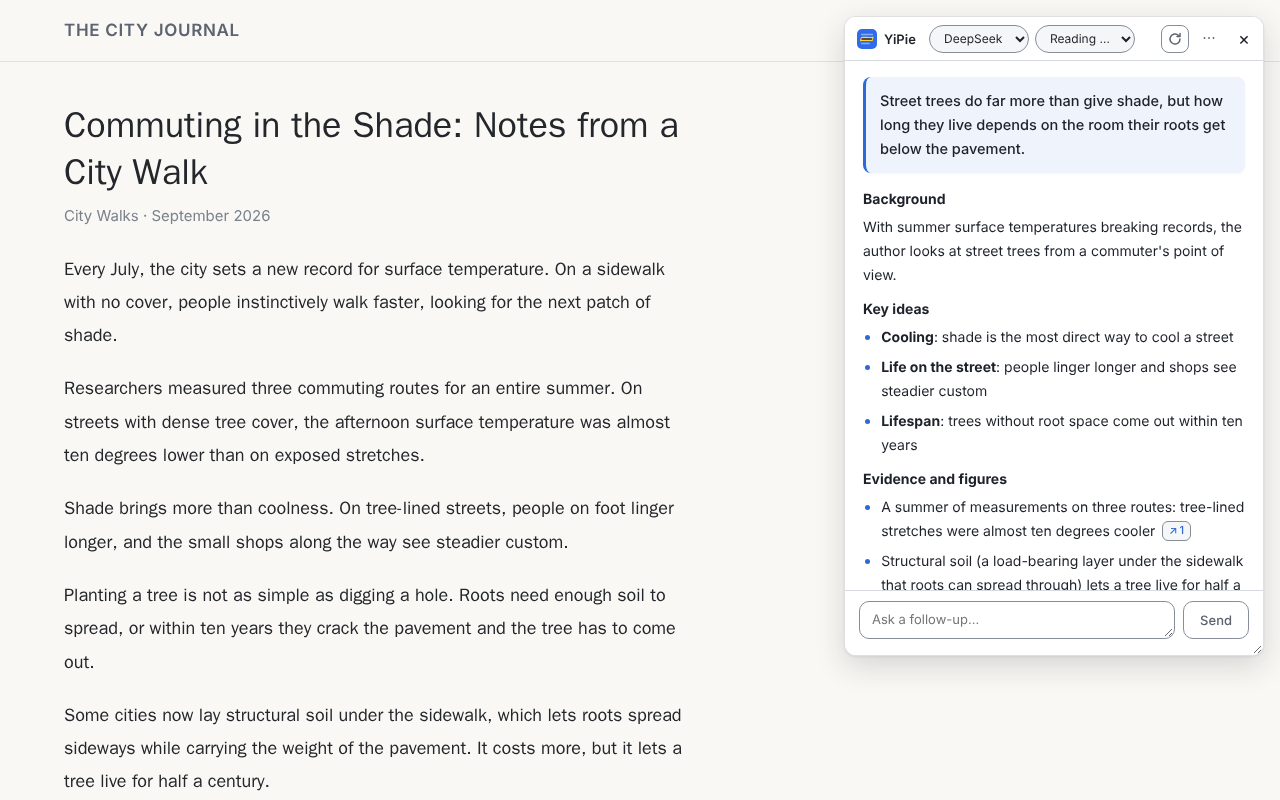 THE CITY JOURNAL
Commuting in the Shade: Notes from a
City Walk
City Walks · September 2026
Every July, the city sets a new record for surface temperature. On a sidewalk
with no cover, people instinctively walk faster, looking for the next patch of
shade.
Researchers measured three commuting routes for an entire summer. On
streets with dense tree cover, the afternoon surface temperature was almost
ten degrees lower than on exposed stretches.
Shade brings more than coolness. On tree-lined streets, people on foot linger
longer, and the small shops along the way see steadier custom.
Planting a tree is not as simple as digging a hole. Roots need enough soil to
spread, or within ten years they crack the pavement and the tree has to come
out.
Some cities now lay structural soil under the sidewalk, which lets roots spread
sideways while carrying the weight of the pavement. It costs more, but it lets a
tree live for half a century.
YiPie DeepSeek Reading ... ··· ×
Street trees do far more than give shade, but how
long they live depends on the room their roots get
below the pavement.
Background
With summer surface temperatures breaking records, the
author looks at street trees from a commuter's point of
view.
Key ideas
• Cooling: shade is the most direct way to cool a street
• Life on the street: people linger longer and shops see
steadier custom
• Lifespan: trees without root space come out within ten
years
Evidence and figures
• A summer of measurements on three routes: tree-lined
stretches were almost ten degrees cooler ↗1
• Structural soil (a load-bearing layer under the sidewalk
that roots can spread through) lets a tree live for half a
Ask a follow-up... Send